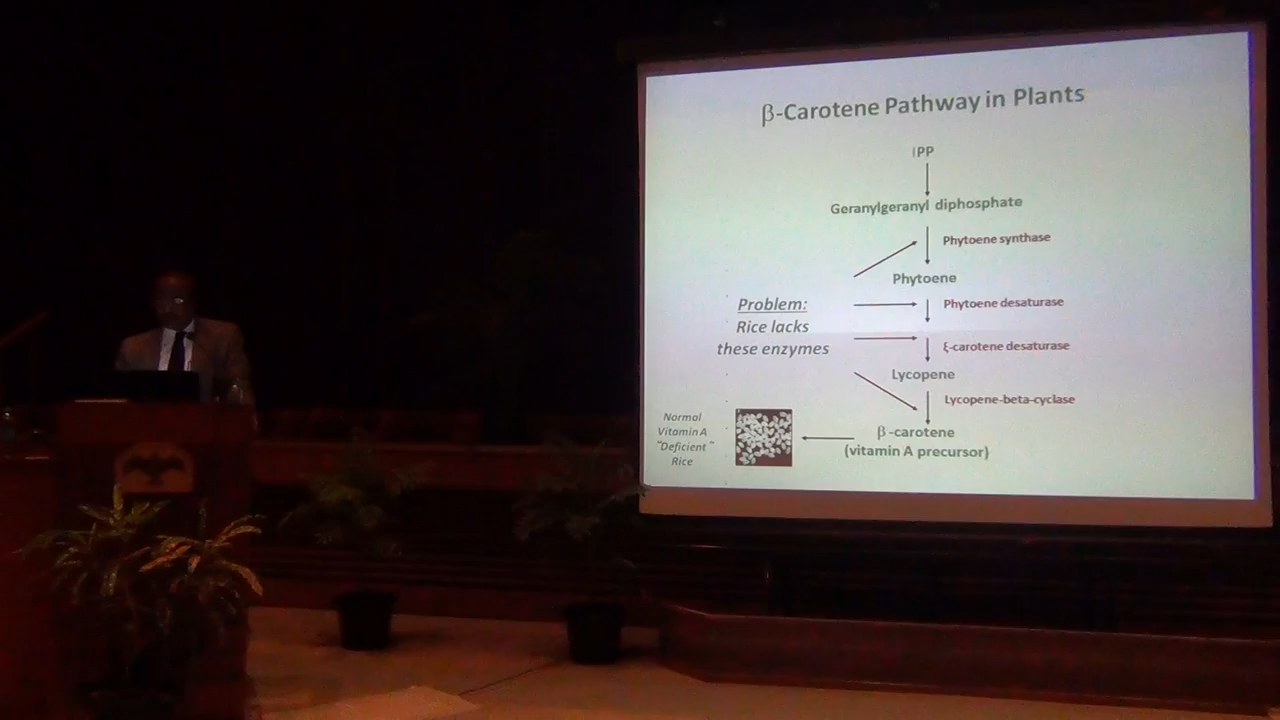 β-Carotene Pathway in Plants
IPP
Geranylgeranyl diphosphate
Phytoene synthase
Phytoene
Problem:
Rice lacks
these enzymes
Phytoene desaturase
ξ-carotene desaturase
Lycopene
Lycopene-beta-cyclase
β-carotene
(vitamin A precursor)
Normal
Vitamin A
"Deficient"
Rice